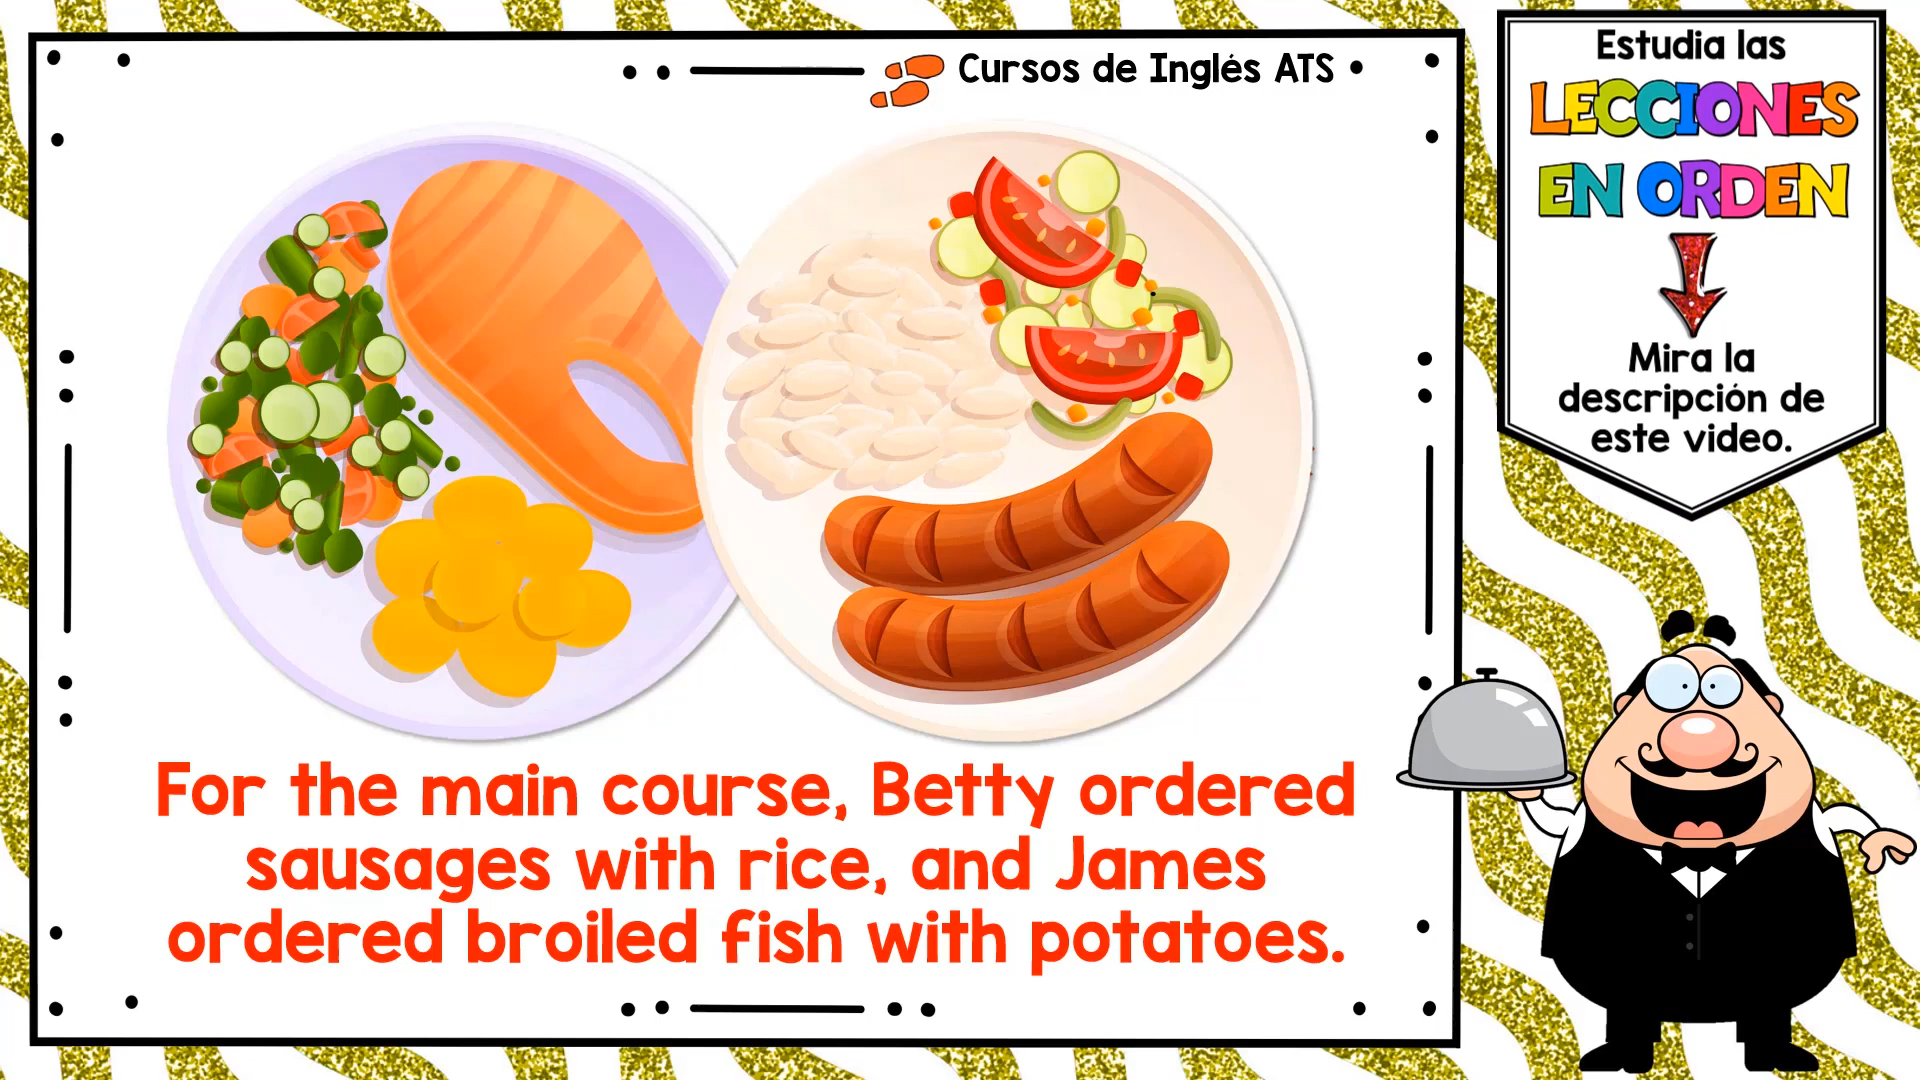 Cursos de Inglés ATS
For the main course, Betty ordered
sausages with rice, and James
ordered broiled fish with potatoes.
Estudia las
LECCIONES
EN ORDEN
Mira la
descripción de
este video.